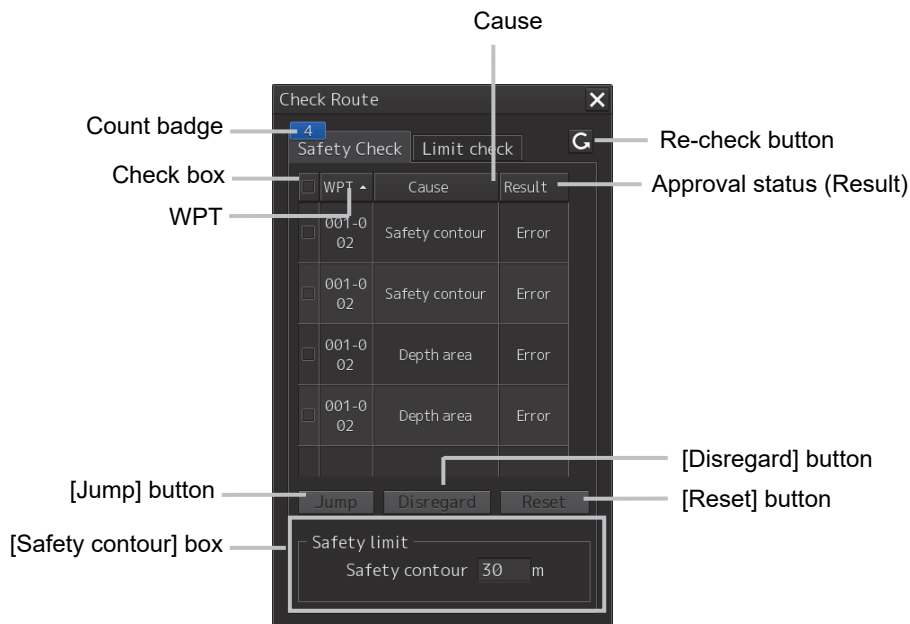 Cause
Check Route
Count badge
4
Safety Check
Limit check
Re-check button
Check box
WPT
Cause
Result
Approval status (Result)
WPT
001-0
02
Safety contour
Error
001-0
02
Safety contour
Error
001-0
02
Depth area
Error
001-0
02
Depth area
Error
[Disregard] button
[Jump] button
Jump
Disregard
Reset
[Reset] button
[Safety contour] box
Safety limit
Safety contour 30 m